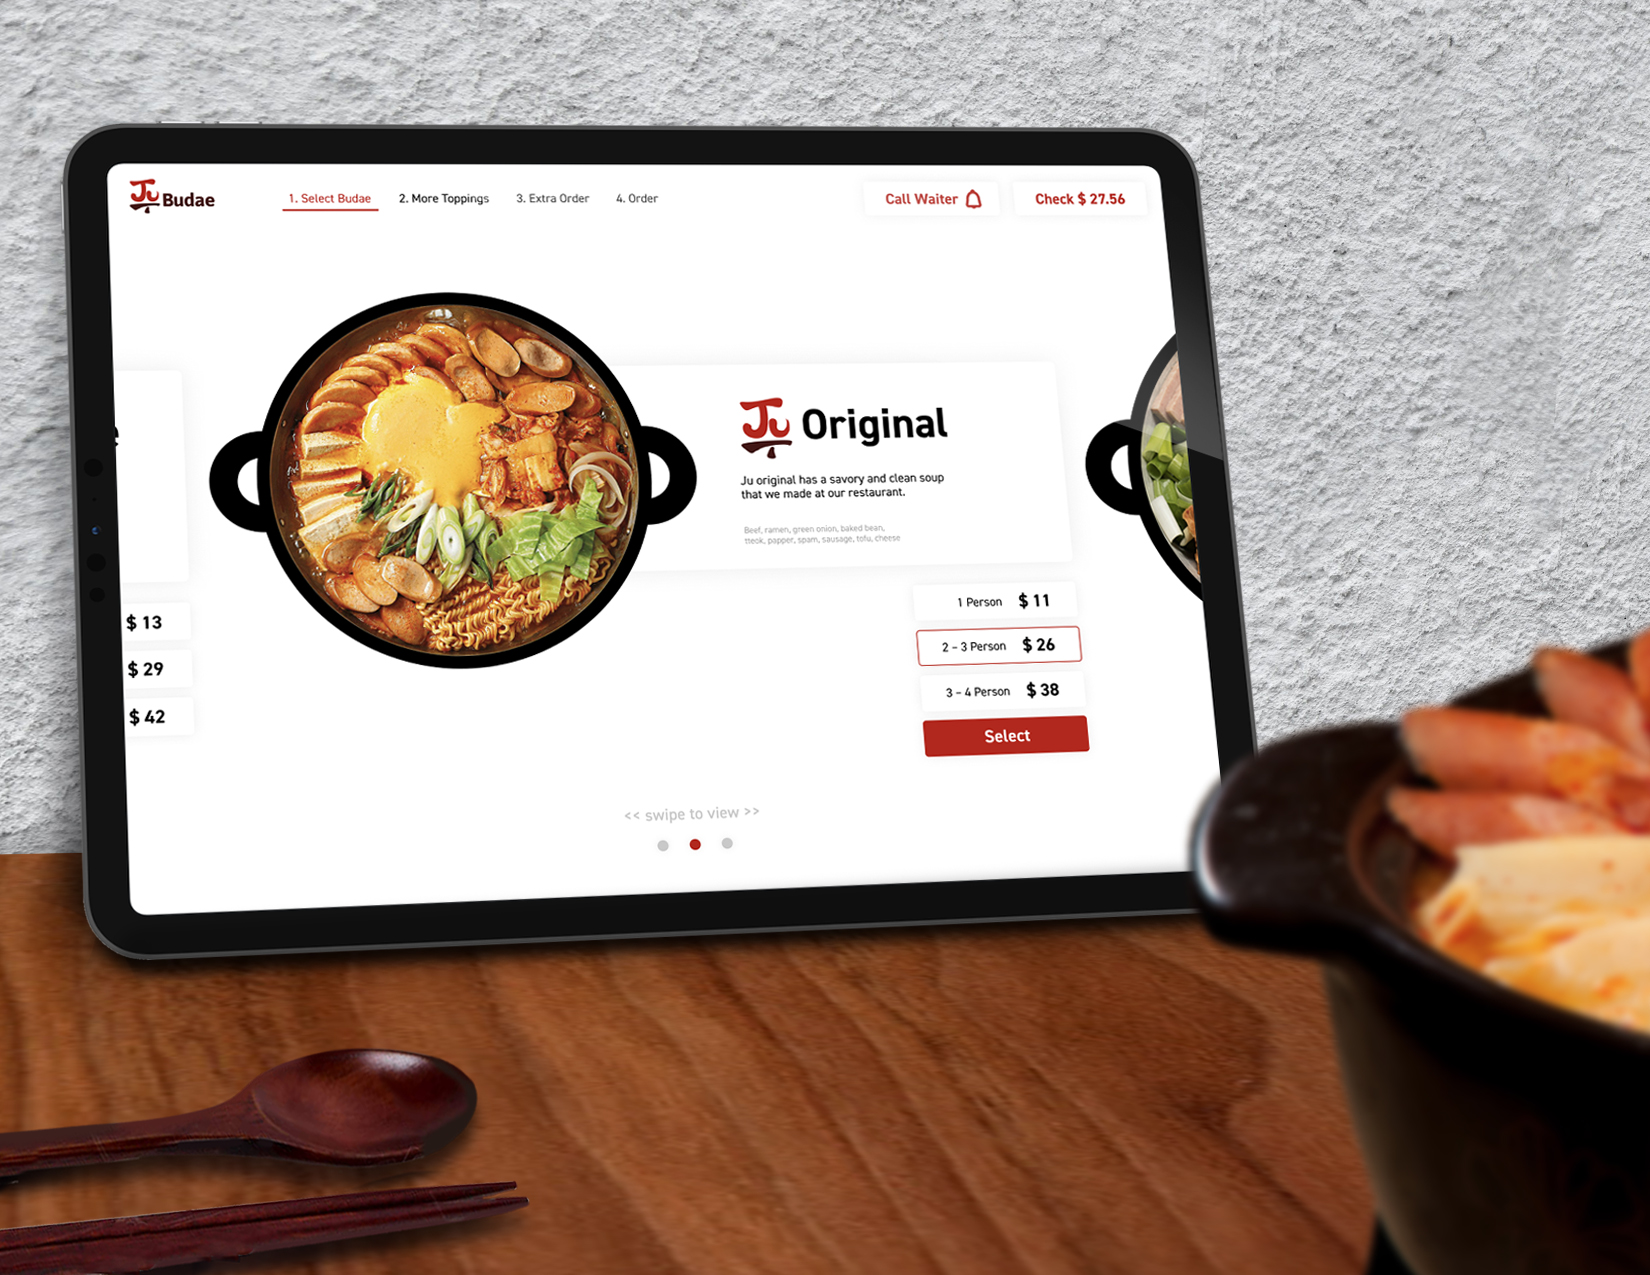 Ju Budae
1. Select Budae
2. More Toppings
3. Extra Order
4. Order
Call Waiter
Check $ 27.56
e
$ 13
$ 29
$ 42
Ju Original
Ju original has a savory and clean soup
that we made at our restaurant.
Beef, ramen, green onion, baked bean,
tteok, papper, spam, sausage, tofu, cheese
1 Person $ 11
2 – 3 Person $ 26
3 – 4 Person $ 38
Select
<< swipe to view >>